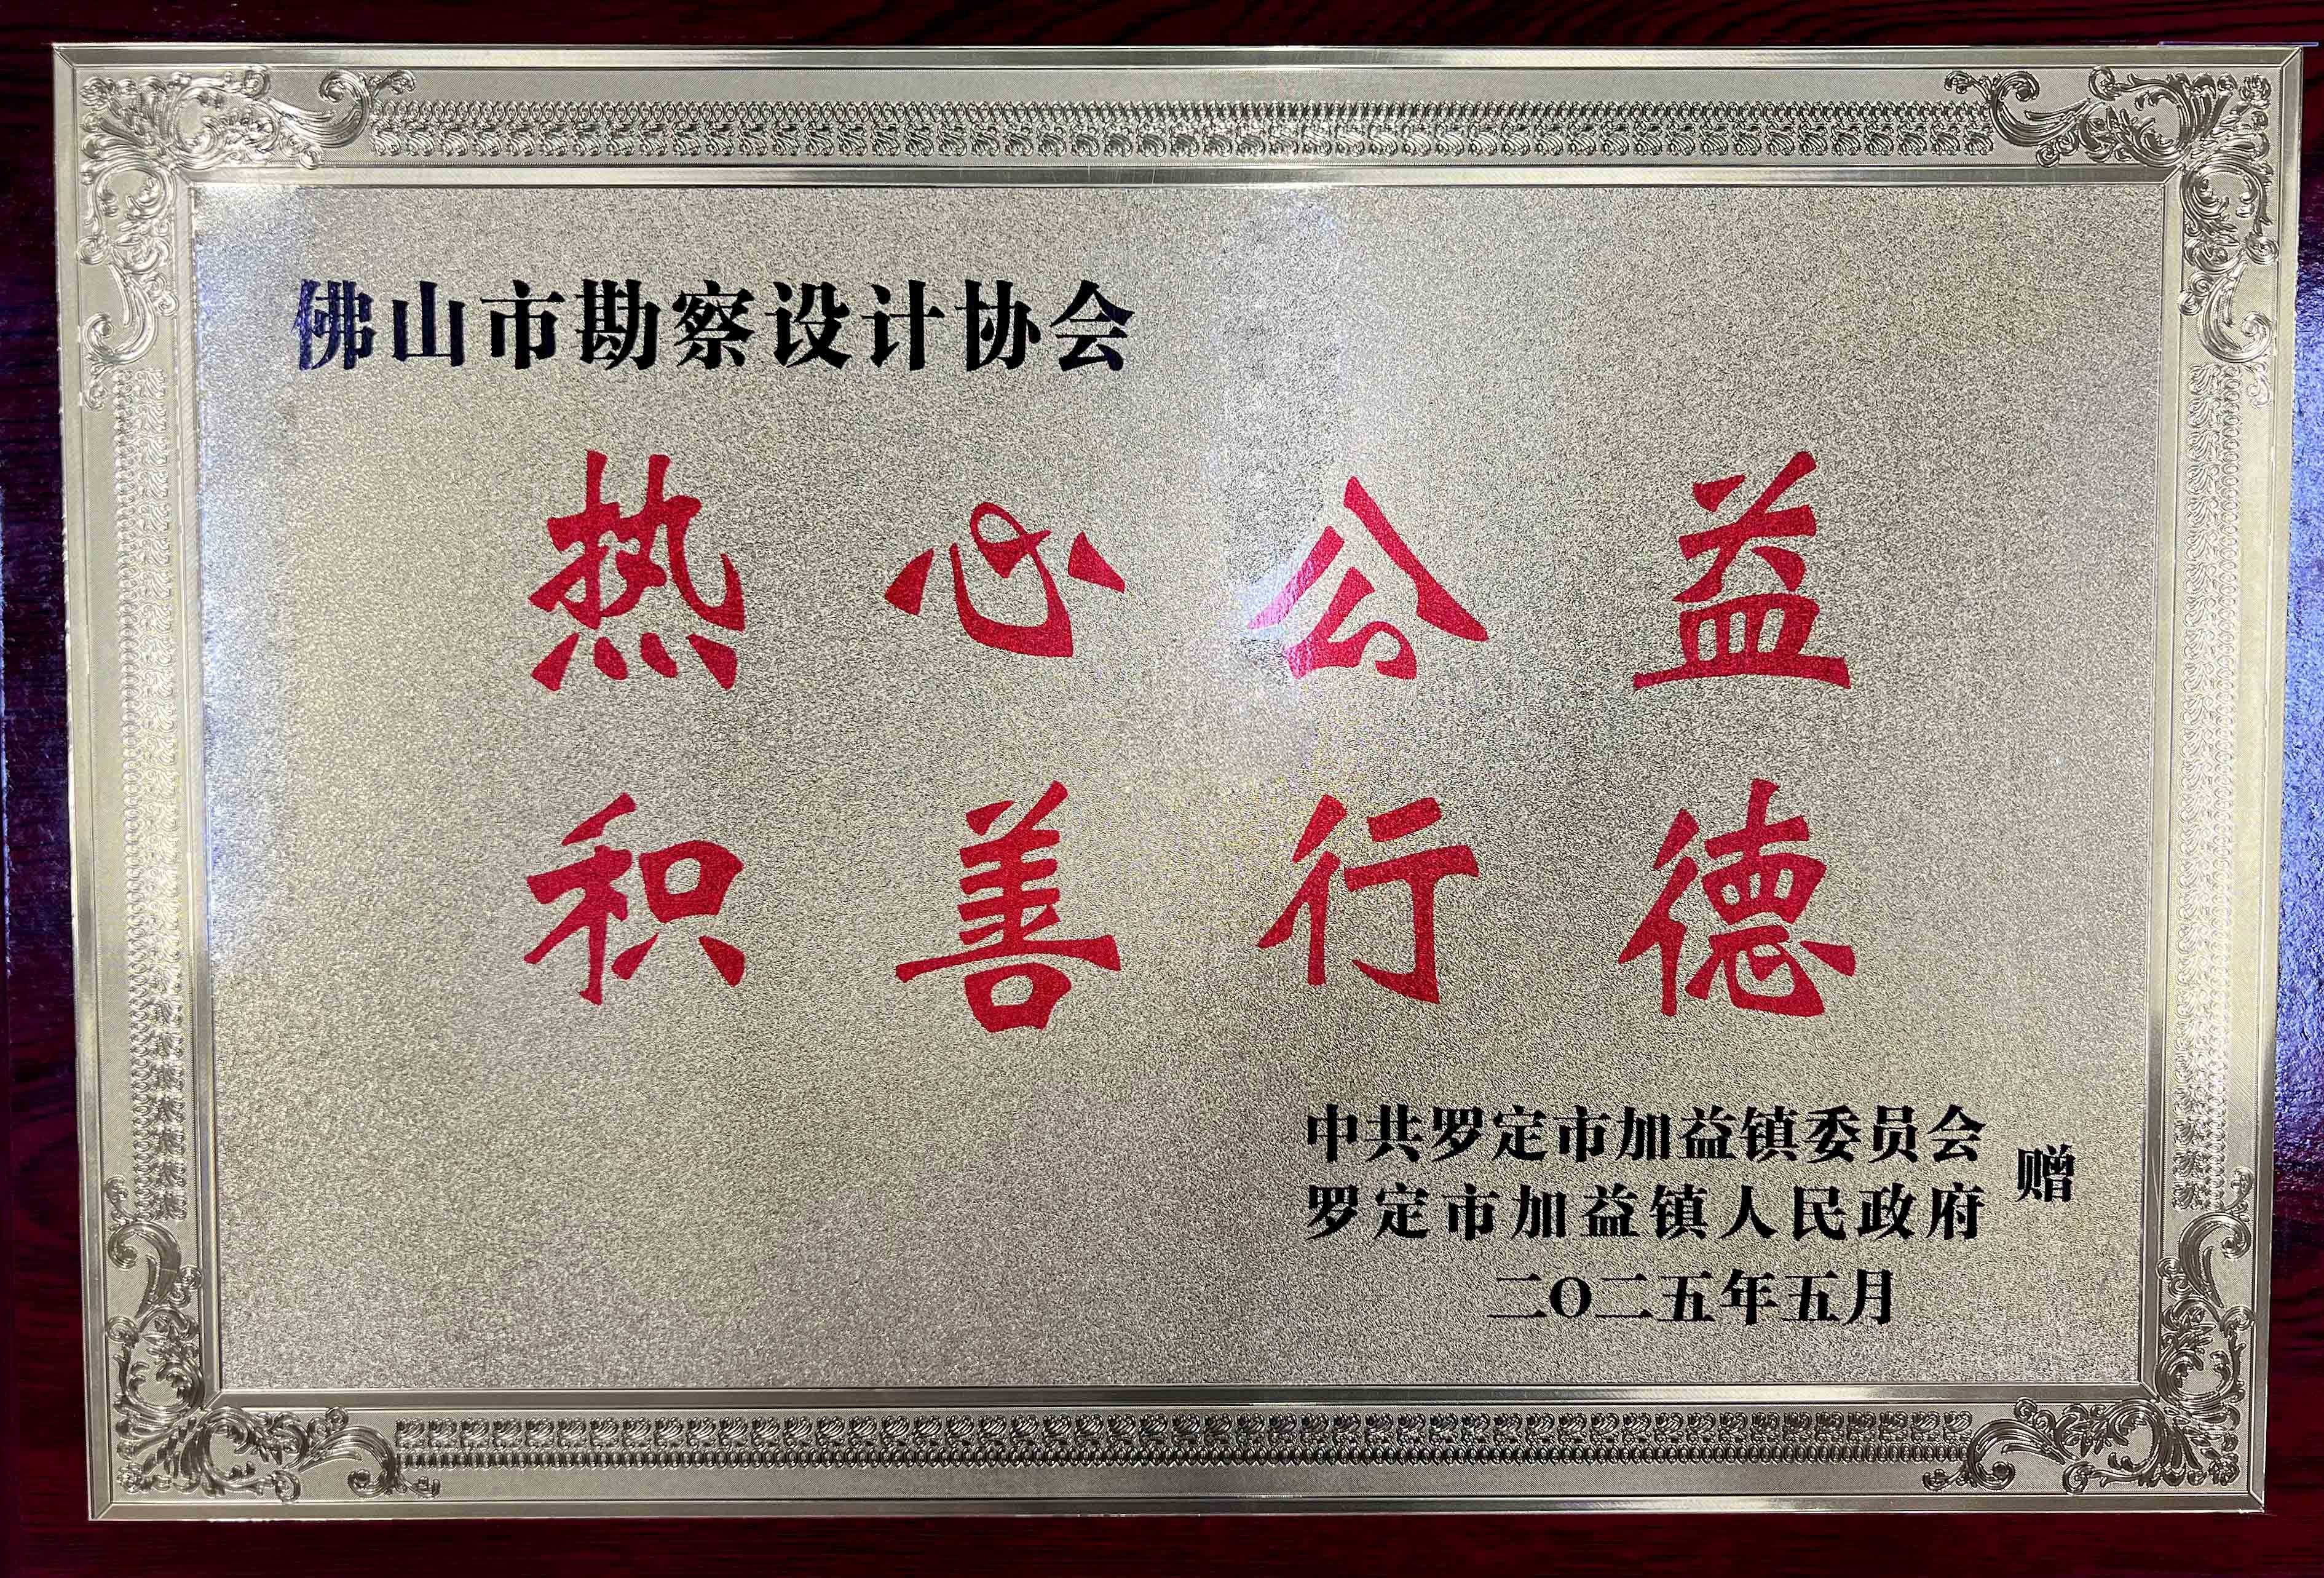 佛山市勘察设计协会
热心公益
积善行德
中共罗定市加益镇委员会
罗定市加益镇人民政府
赠
二〇二五年五月